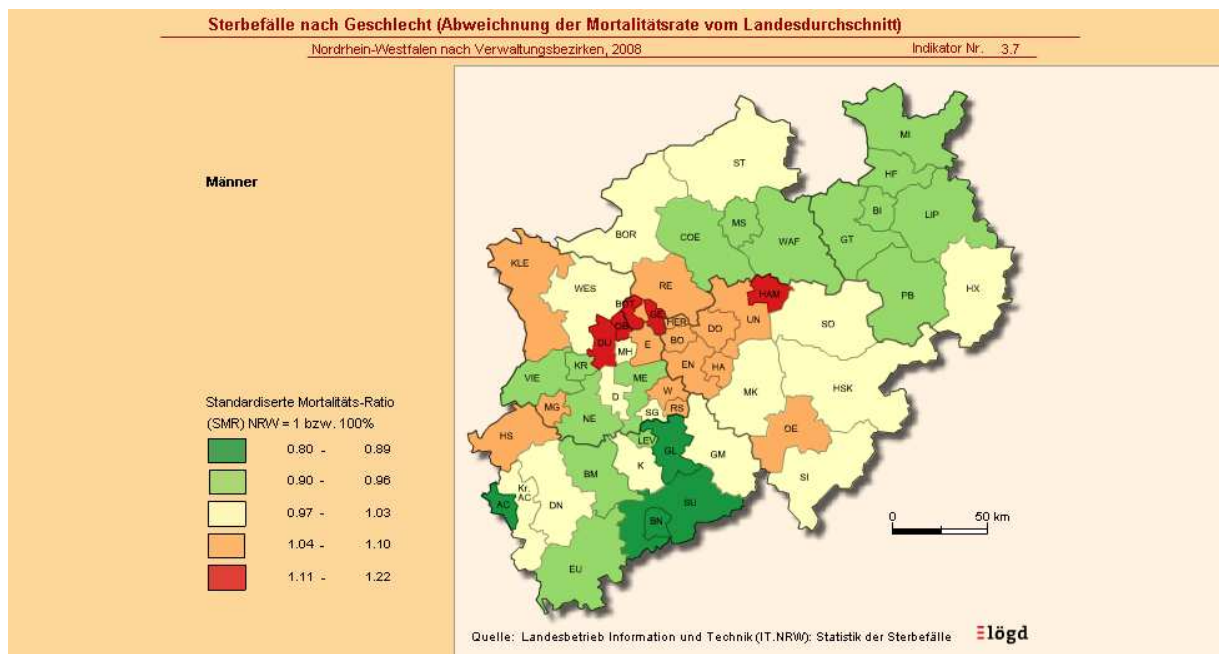 Sterbefälle nach Geschlecht (Abweichnung der Mortalitätsrate vom Landesdurchschnitt)
Nordrhein-Westfalen nach Verwaltungsbezirken, 2008 Indikator Nr. 3.7
Männer
MI
ST
HF
BI
LIP
MS
BOR
COE
WAF
GT
KLE
RE
WES
HAM
PB
HX
BOT
GE
OB
HER
DO
UN
SO
DU
MH
E
BO
EN
HA
VIE
KR
ME
MK
HSK
D
W
MG
NE
SG
RS
OE
HS
LEV
GL
K
GM
SI
BM
Kr.
AC
AC
DN
SU
BN
EU
Standardiserte Mortalitäts-Ratio
(SMR) NRW = 1 bzw. 100%
0.80 - 0.89
0.90 - 0.96
0.97 - 1.03
1.04 - 1.10
1.11 - 1.22
0 50 km
Quelle: Landesbetrieb Information und Technik (IT.NRW): Statistik der Sterbefälle lögd